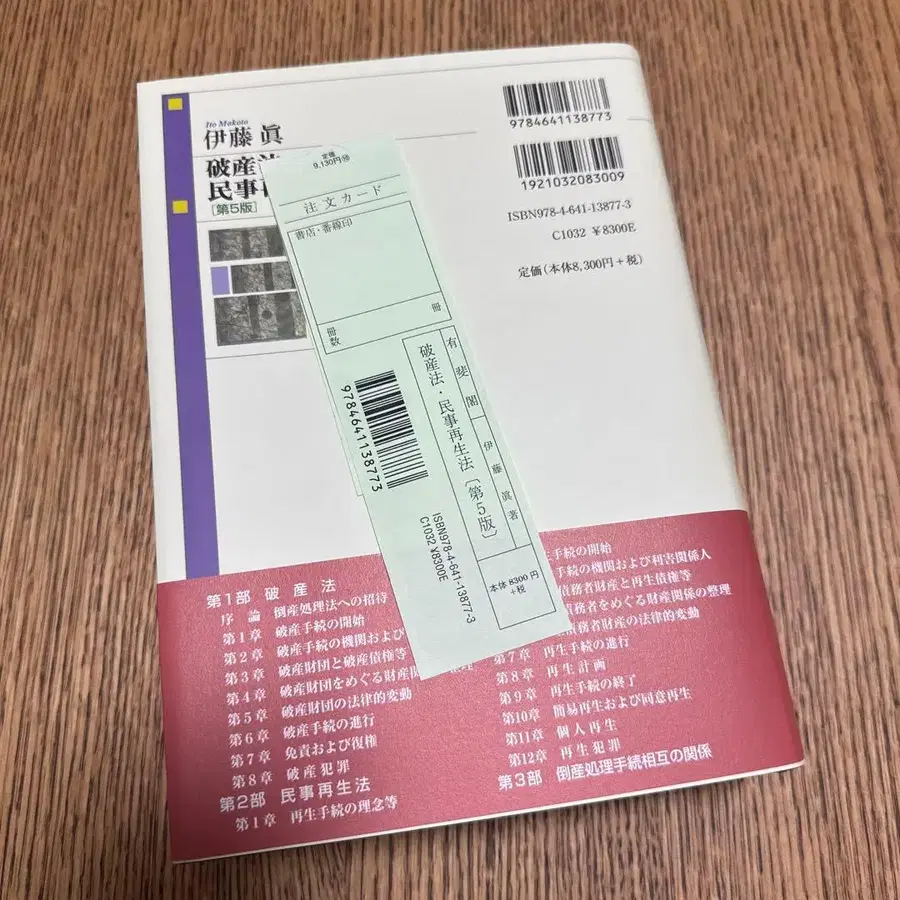 Ito Makoto
伊藤 眞
破産法
民事
[第5版]
9784641138773
1921032083009
ISBN978-4-641-13877-3
C1032 ¥8300E
定価(本体8,300円+税)
定価
9,130円⑩
注文カード
書店・番線印
冊数
冊
有斐閣
伊藤眞著
破産法・民事再生法〔第5版〕
本体 8300 円
+税
9784641138773
ISBN978-4-641-13877-3
C1032 ¥8300E
第1部 破産法
序論 倒産処理法への招待
第1章 破産手続の開始
第2章 破産手続の機関および
第3章 破産財団と破産債権等
第4章 破産財団をめぐる財産関
第5章 破産財団の法律的変動
第6章 破産手続の進行
第7章 免責および復権
第8章 破産犯罪
第2部 民事再生法
第1章 再生手続の理念等
生手続の開始
手続の機関および利害関係人
債務者財産と再生債権等
債務者をめぐる財産関係の整理
債務者財産の法律的変動
第7章 再生手続の進行
第8章 再生計画
第9章 再生手続の終了
第10章 簡易再生および同意再生
第11章 個人再生
第12章 再生犯罪
第3部 倒産処理手続相互の関係